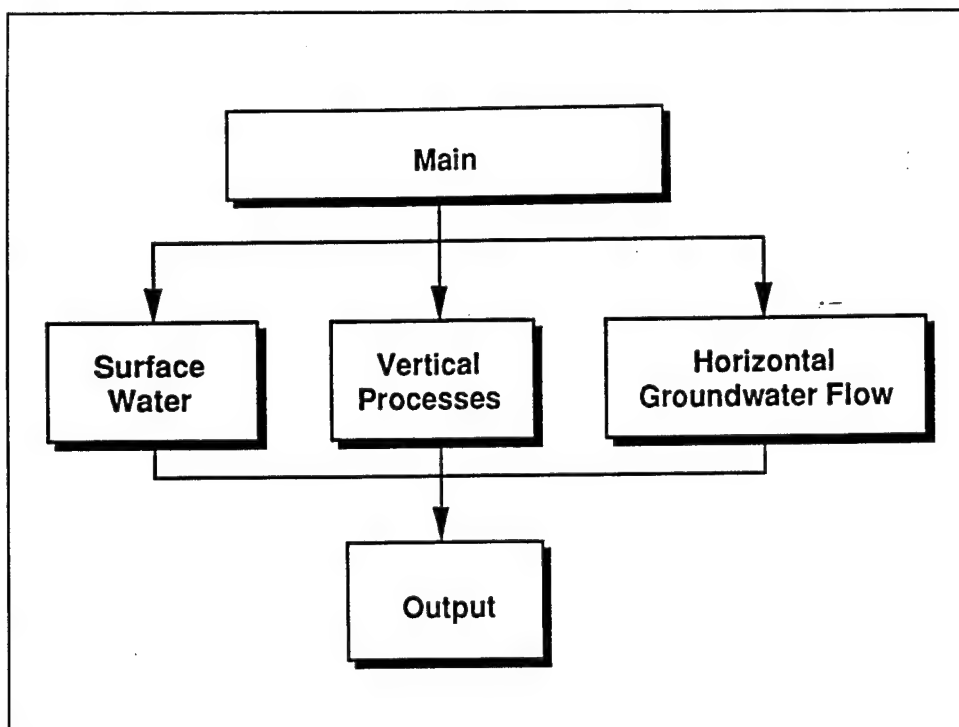 Main
Surface
Water
Vertical
Processes
Horizontal
Groundwater Flow
Output